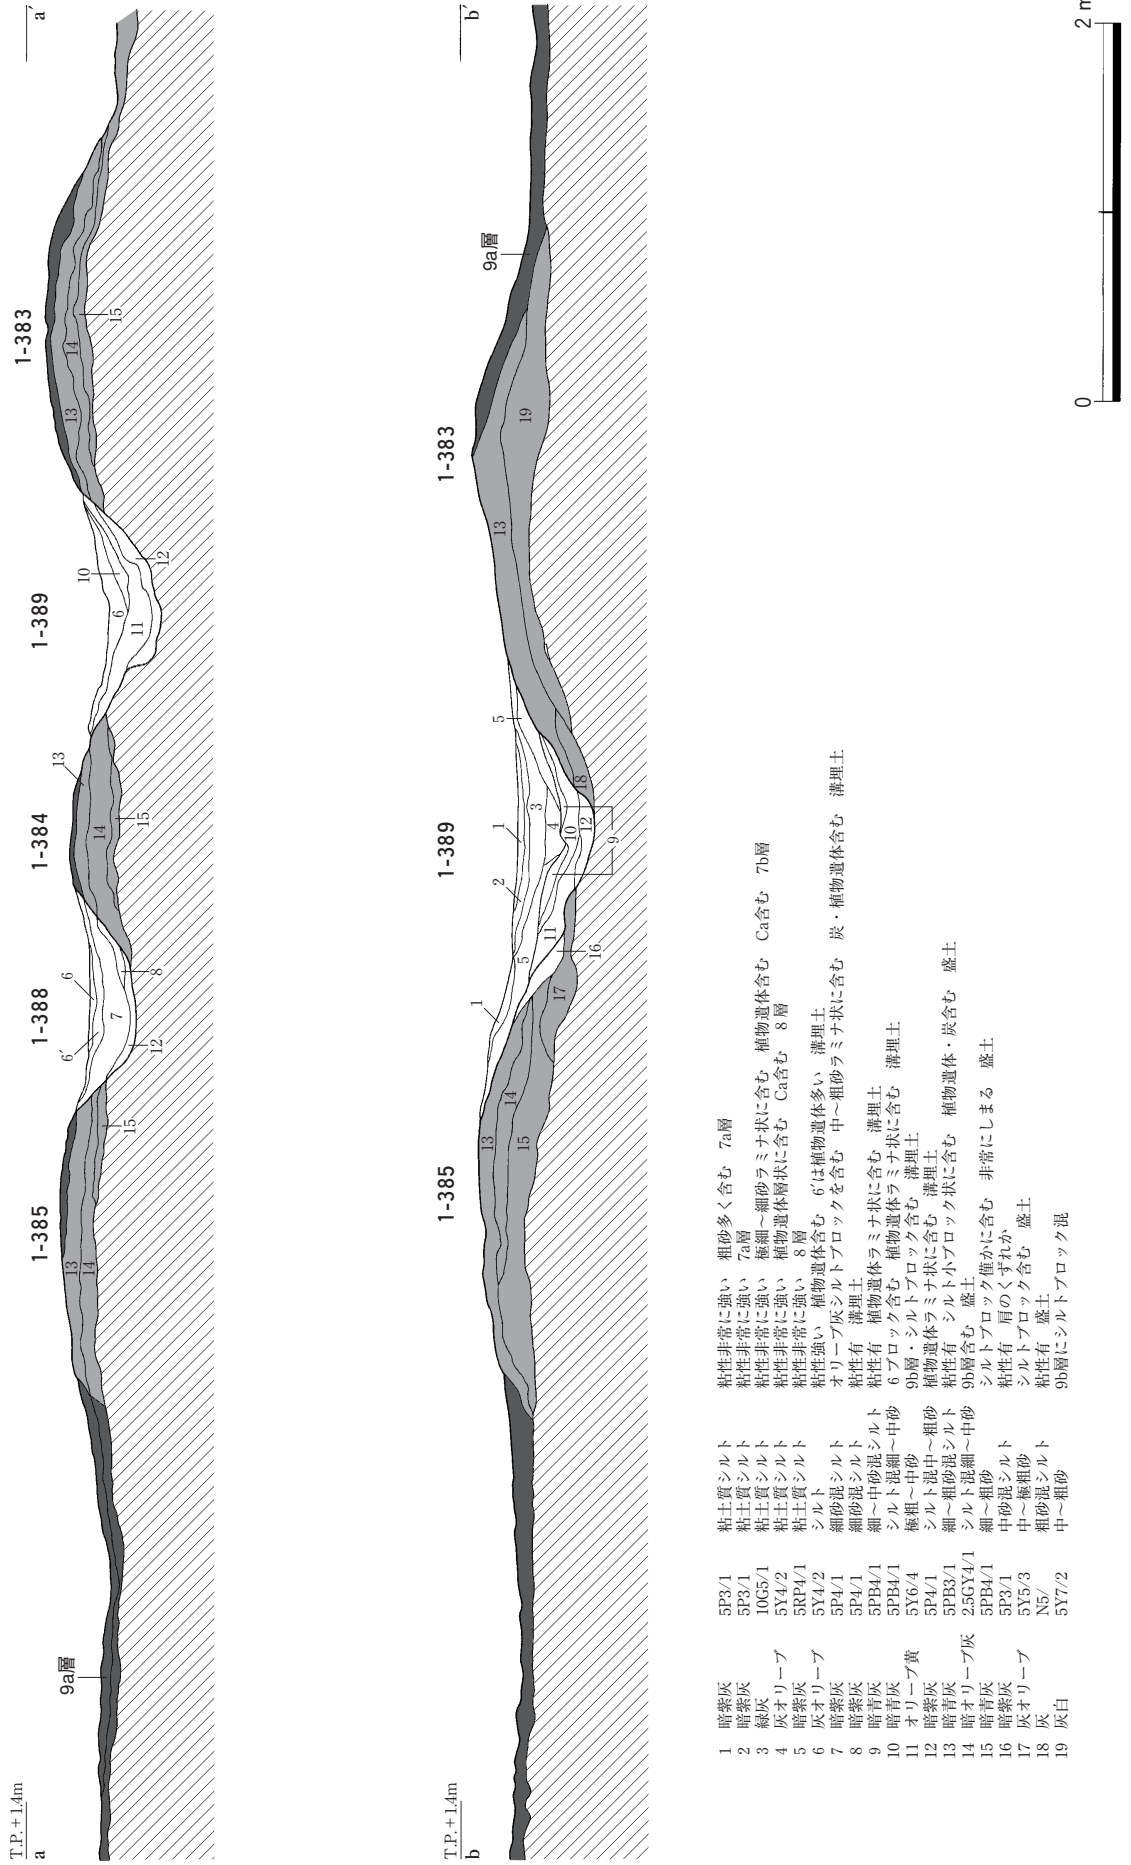 T.P.+1.4m
a
a′
1-385
1-388
1-384
1-389
1-383
9a層
13
14
15
6′
6
7
12
8
13
14
15
6
10
11
12
13
14
15
T.P.+1.4m
b
b′
1-385
1-389
1-383
9a層
13
14
15
1
5
17
16
11
2
1
3
4
10
12
9
18
5
13
19
1 暗紫灰 5P3/1 粘土質シルト 粘性非常に強い 粗砂多く含む 7a層
2 暗紫灰 5P3/1 粘土質シルト 粘性非常に強い 7a層
3 緑灰 10G5/1 粘土質シルト 粘性非常に強い 極細～細砂ラミナ状に含む 植物遺体含む Ca含む 7b層
4 灰オリーブ 5Y4/2 粘土質シルト 粘性非常に強い 植物遺体層状に含む Ca含む 8層
5 暗紫灰 5RP4/1 粘土質シルト 粘性非常に強い 8層
6 灰オリーブ 5Y4/2 シルト 粘性強い 植物遺体含む 6′は植物遺体多い 溝埋土
7 暗紫灰 5P4/1 細砂混シルト オリーブ灰シルトブロックを含む 中～粗砂ラミナ状に含む 炭・植物遺体含む 溝埋土
8 暗紫灰 5P4/1 細砂混シルト 粘性有 溝埋土
9 暗青灰 5PB4/1 細～中砂混シルト 粘性有 植物遺体ラミナ状に含む 溝埋土
10 暗青灰 5PB4/1 シルト混細～中砂 6ブロック含む 植物遺体ラミナ状に含む 溝埋土
11 オリーブ黄 5Y6/4 極粗～中砂 9b層・シルトブロック含む 溝埋土
12 暗紫灰 5P4/1 シルト混中～粗砂 植物遺体ラミナ状に含む 溝埋土
13 暗青灰 5PB3/1 細～粗砂混シルト 粘性有 シルト小ブロック状に含む 植物遺体・炭含む 盛土
14 暗オリーブ灰 2.5GY4/1 シルト混細～中砂 9b層含む 盛土
15 暗青灰 5PB4/1 細～粗砂 シルトブロック僅かに含む 非常にしまる 盛土
16 暗紫灰 5P3/1 中砂混シルト 粘性有 肩のくずれか
17 灰オリーブ 5Y5/3 中～極粗砂 シルトブロック含む 盛土
18 灰 N5/ 粗砂混シルト 粘性有 盛土
19 灰白 5Y7/2 中～粗砂 9b層にシルトブロック混
0 2 m